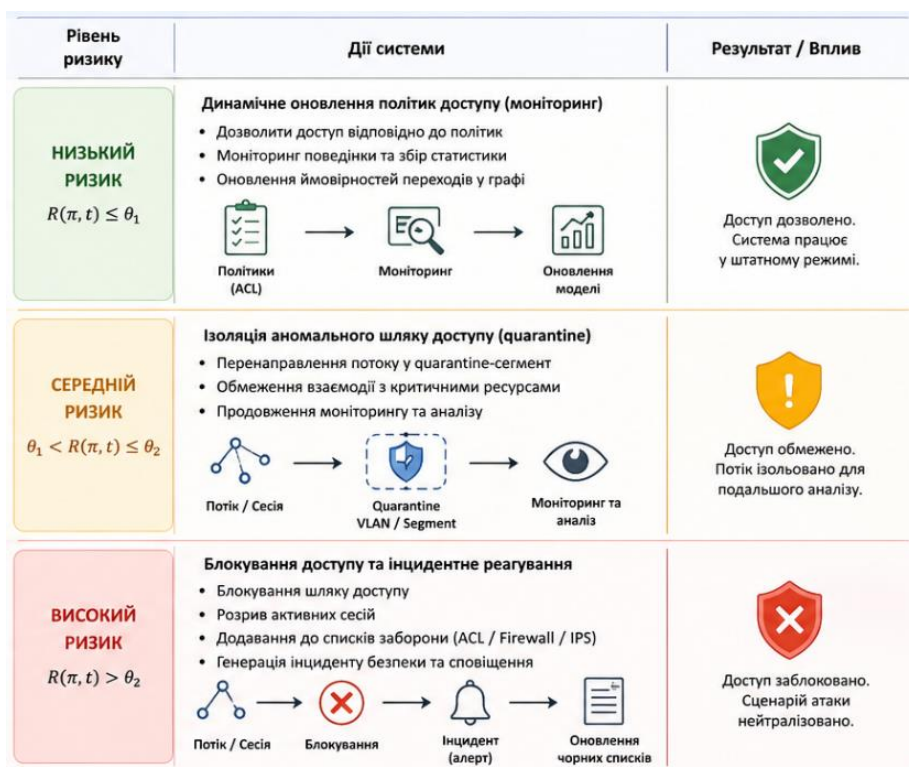 Рівень
ризику
Дії системи
Результат / Вплив
НИЗЬКИЙ
РИЗИК
R(π, t) ≤ θ₁
Динамічне оновлення політик доступу (моніторинг)
• Дозволити доступ відповідно до політик
• Моніторинг поведінки та збір статистики
• Оновлення ймовірностей переходів у графі
Політики
(ACL)
Моніторинг
Оновлення
моделі
Доступ дозволено.
Система працює
у штатному режимі.
СЕРЕДНІЙ
РИЗИК
θ₁ < R(π, t) ≤ θ₂
Ізоляція аномального шляху доступу (quarantine)
• Перенаправлення потоку у quarantine-сегмент
• Обмеження взаємодії з критичними ресурсами
• Продовження моніторингу та аналізу
Потік / Сесія
Quarantine
VLAN / Segment
Моніторинг та
аналіз
Доступ обмежено.
Потік ізольовано для
подальшого аналізу.
ВИСОКИЙ
РИЗИК
R(π, t) > θ₂
Блокування доступу та інцидентне реагування
• Блокування шляху доступу
• Розрив активних сесій
• Додавання до списків заборони (ACL / Firewall / IPS)
• Генерація інциденту безпеки та сповіщення
Потік / Сесія
Блокування
Інцидент
(алерт)
Оновлення
чорних списків
Доступ заблоковано.
Сценарій атаки
нейтралізовано.